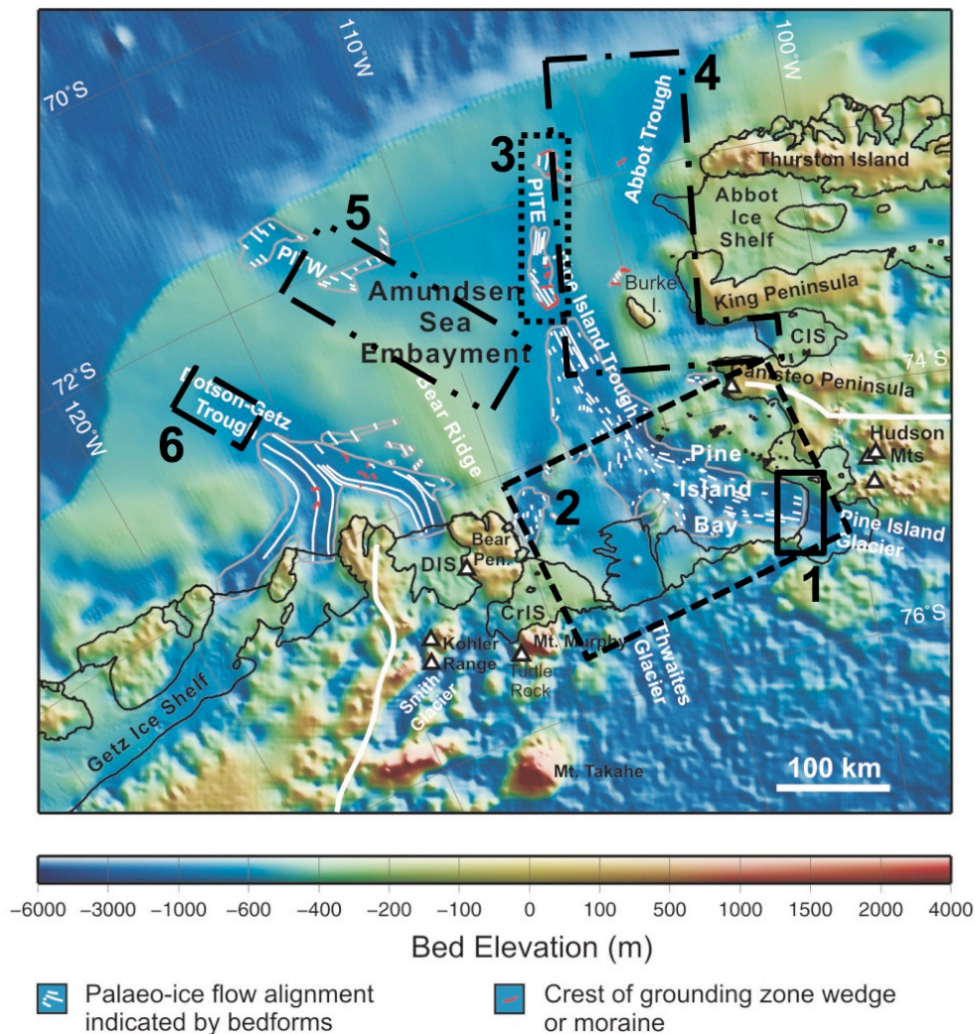 110°W
100°W
70°S
4
3
Abbot Trough
Thurston Island
PITE
Abbot
Ice
Shelf
5
PITW
Amundsen
Sea
Embayment
Pine Island Trough
Burke
I.
King Peninsula
CIS
74°S
72°S
120°W
Dotson-Getz
Trough
6
Bear Ridge
Canisteo Peninsula
Hudson
Mts
Pine
Island
Bay
2
Pine Island
Glacier
1
Bear
Pen.
DIS
CrIS
76°S
Kohler
Range
Mt. Murphy
Turtle
Rock
Thwaites
Glacier
Smith
Glacier
Getz Ice Shelf
Mt. Takahe
100 km
−6000 −3000 −1000 −600 −400 −200 −100 0 100 500 1000 1500 2000 4000
Bed Elevation (m)
Palaeo-ice flow alignment
indicated by bedforms
Crest of grounding zone wedge
or moraine